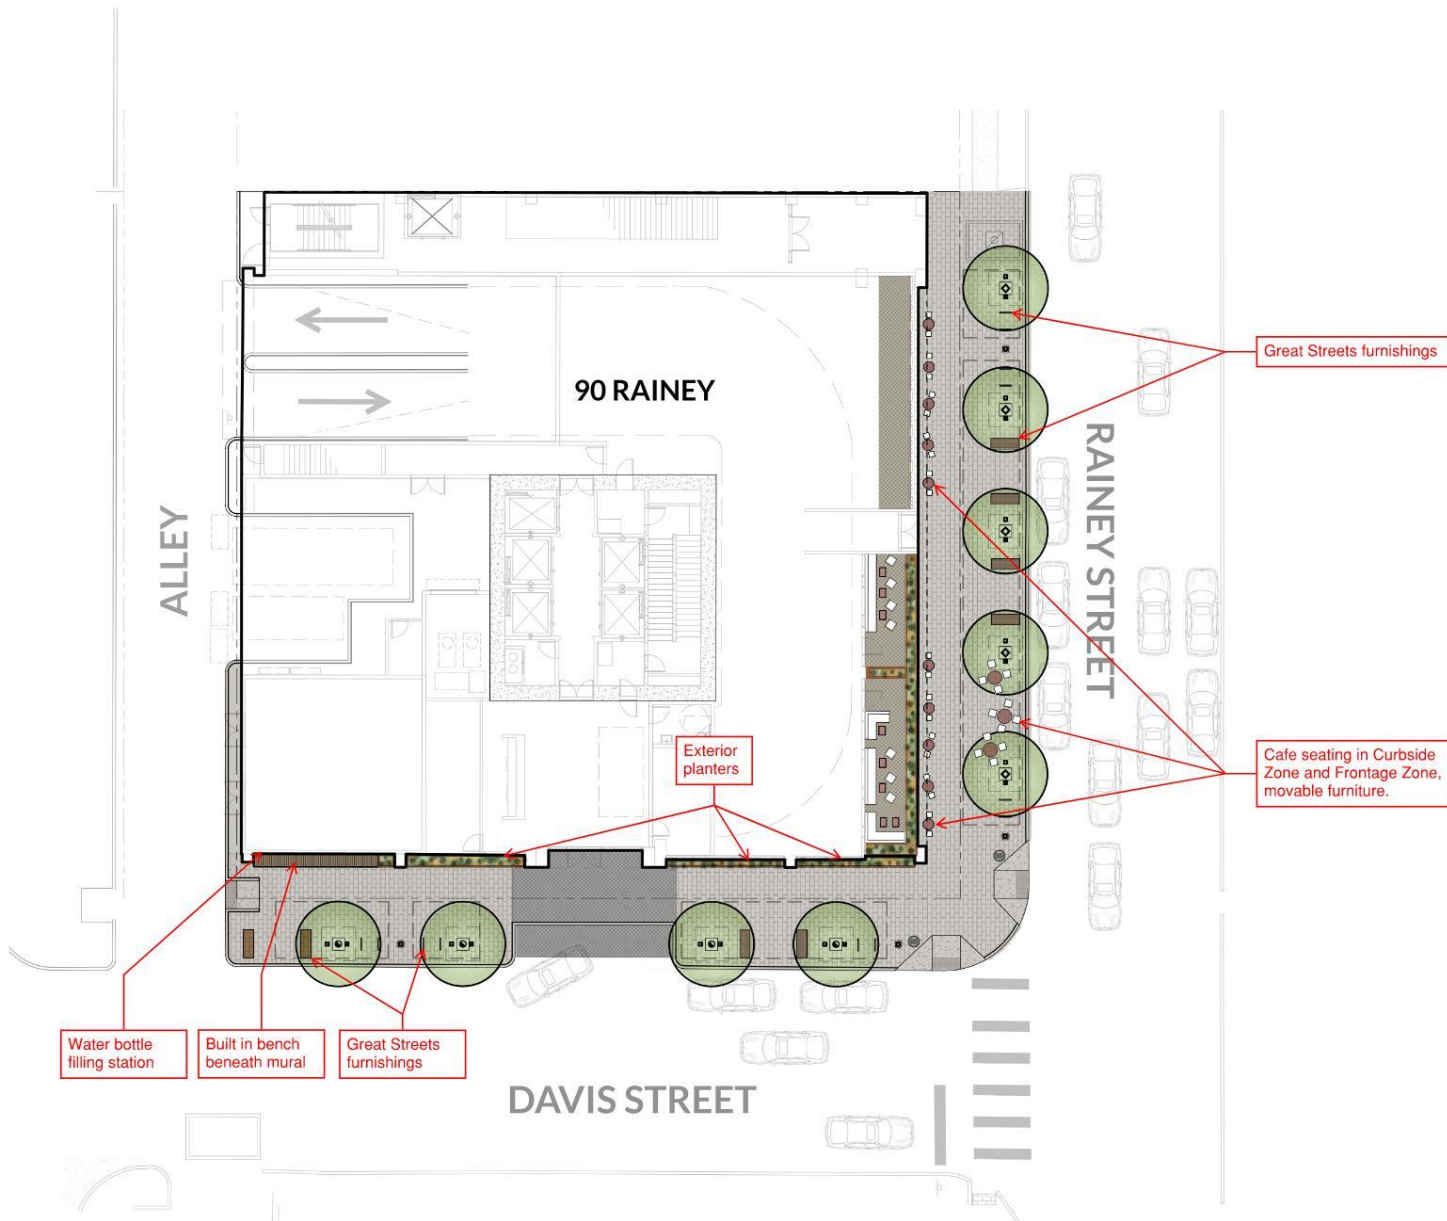 90 RAINEY
Great Streets furnishings
RAINEY STREET
ALLEY
Exterior
planters
Cafe seating in Curbside
Zone and Frontage Zone,
movable furniture.
Water bottle
filling station
Built in bench
beneath mural
Great Streets
furnishings
DAVIS STREET